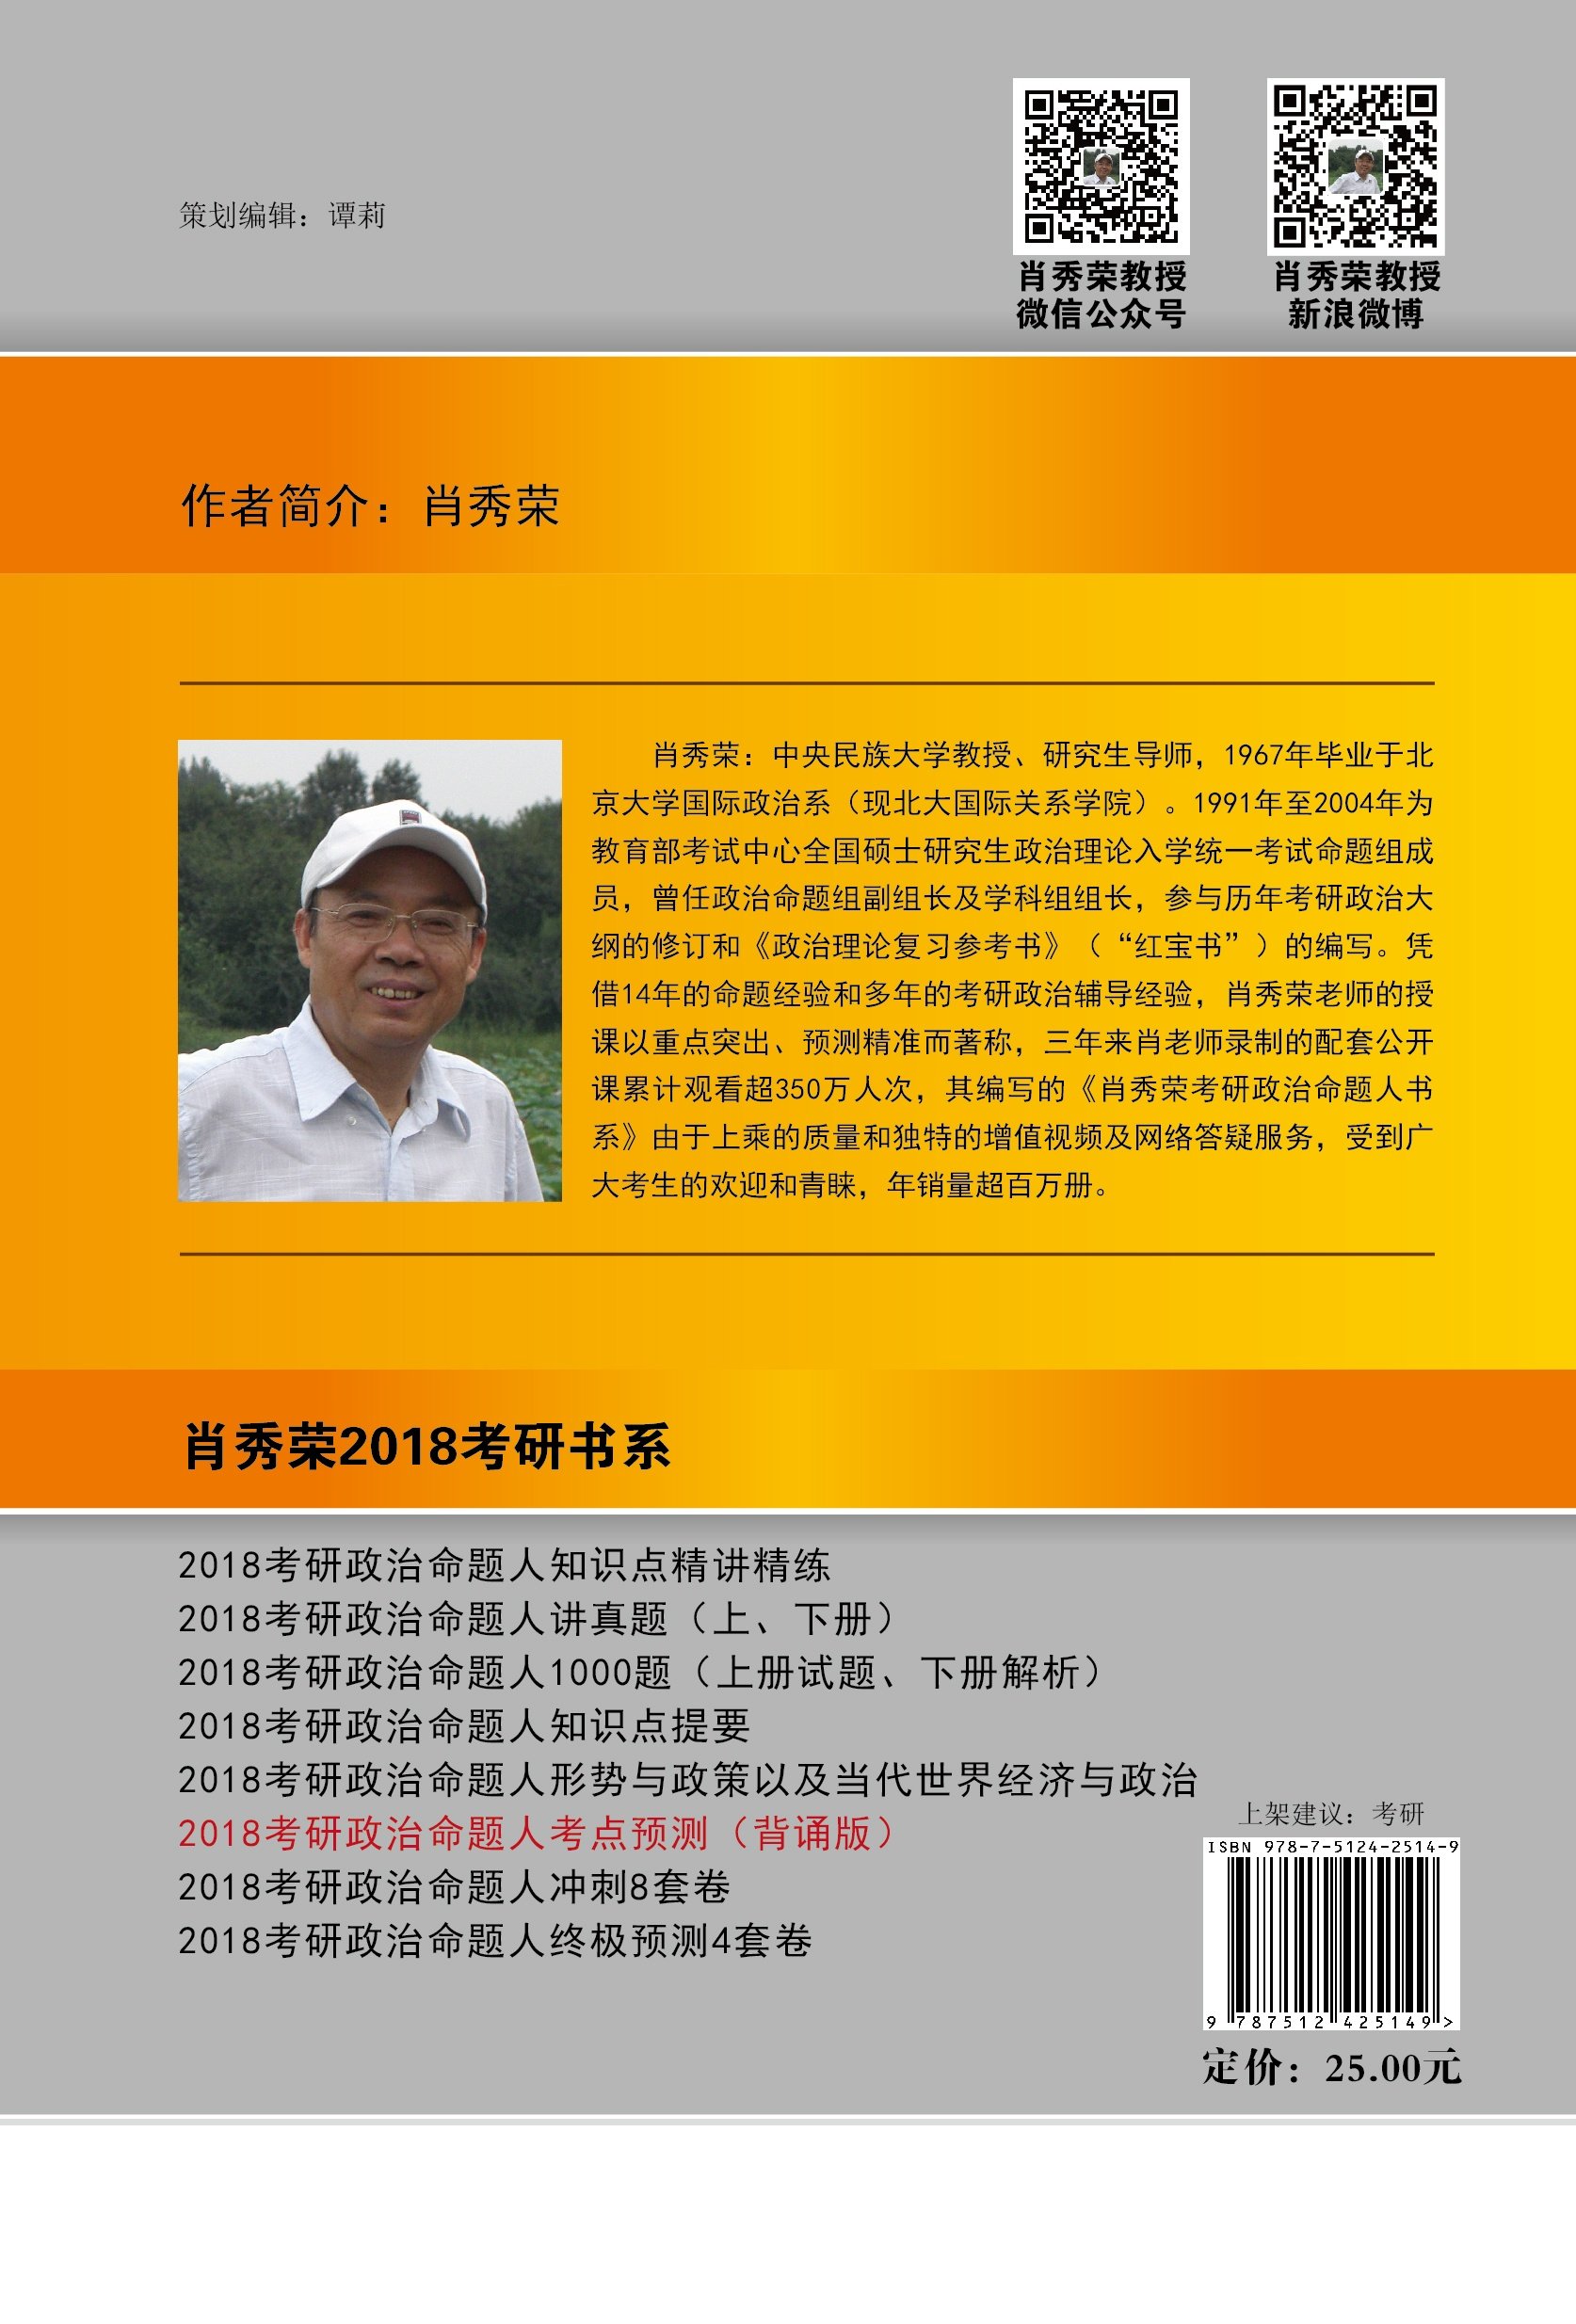 策划编辑：谭莉
肖秀荣教授
微信公众号
肖秀荣教授
新浪微博
作者简介：肖秀荣
肖秀荣：中央民族大学教授、研究生导师，1967年毕业于北
京大学国际政治系（现北大国际关系学院）。1991年至2004年为
教育部考试中心全国硕士研究生政治理论入学统一考试命题组成
员，曾任政治命题组副组长及学科组组长，参与历年考研政治大
纲的修订和《政治理论复习参考书》（“红宝书”）的编写。凭
借14年的命题经验和多年的考研政治辅导经验，肖秀荣老师的授
课以重点突出、预测精准而著称，三年来肖老师录制的配套公开
课累计观看超350万人次，其编写的《肖秀荣考研政治命题人书
系》由于上乘的质量和独特的增值视频及网络答疑服务，受到广
大考生的欢迎和青睐，年销量超百万册。
肖秀荣2018考研书系
2018考研政治命题人知识点精讲精练
2018考研政治命题人讲真题（上、下册）
2018考研政治命题人1000题（上册试题、下册解析）
2018考研政治命题人知识点提要
2018考研政治命题人形势与政策以及当代世界经济与政治
2018考研政治命题人考点预测（背诵版）
2018考研政治命题人冲刺8套卷
2018考研政治命题人终极预测4套卷
上架建议：考研
ISBN 978-7-5124-2514-9
9 787512 425149>
定价：25.00元